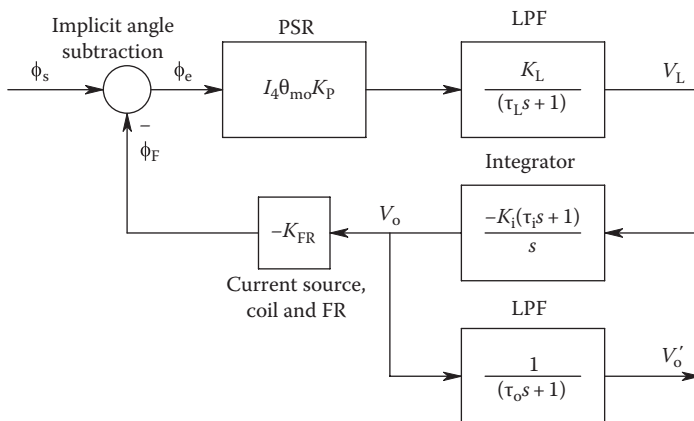 Implicit angle
subtraction
PSR
LPF
ϕs
ϕe
I4θmoKP
KL
(τLs + 1)
VL
−
ϕF
Integrator
−KFR
Vo
−Ki(τis + 1)
s
Current source,
coil and FR
LPF
1
(τos + 1)
Vo′